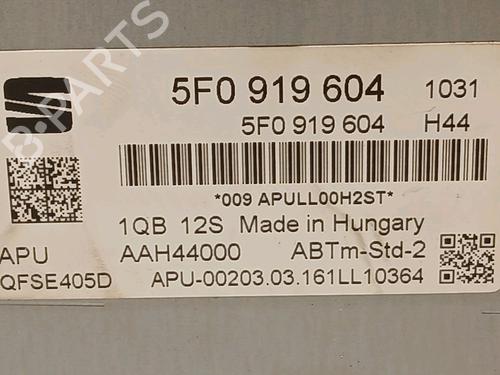 B-PARTS
5F0 919 604 1031
5F0 919 604 H44
*009 APULL00H2ST*
1QB 12S Made in Hungary
APU AAH44000 ABTm-Std-2
QFSE405D APU-00203.03.161LL10364